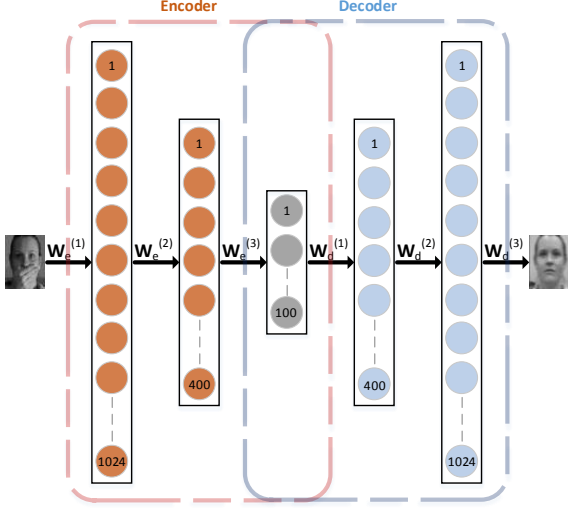 Encoder
Decoder
1
1
1
1
1
W_e^(1)
W_e^(2)
W_e^(3)
W_d^(1)
W_d^(2)
W_d^(3)
100
400
400
1024
1024